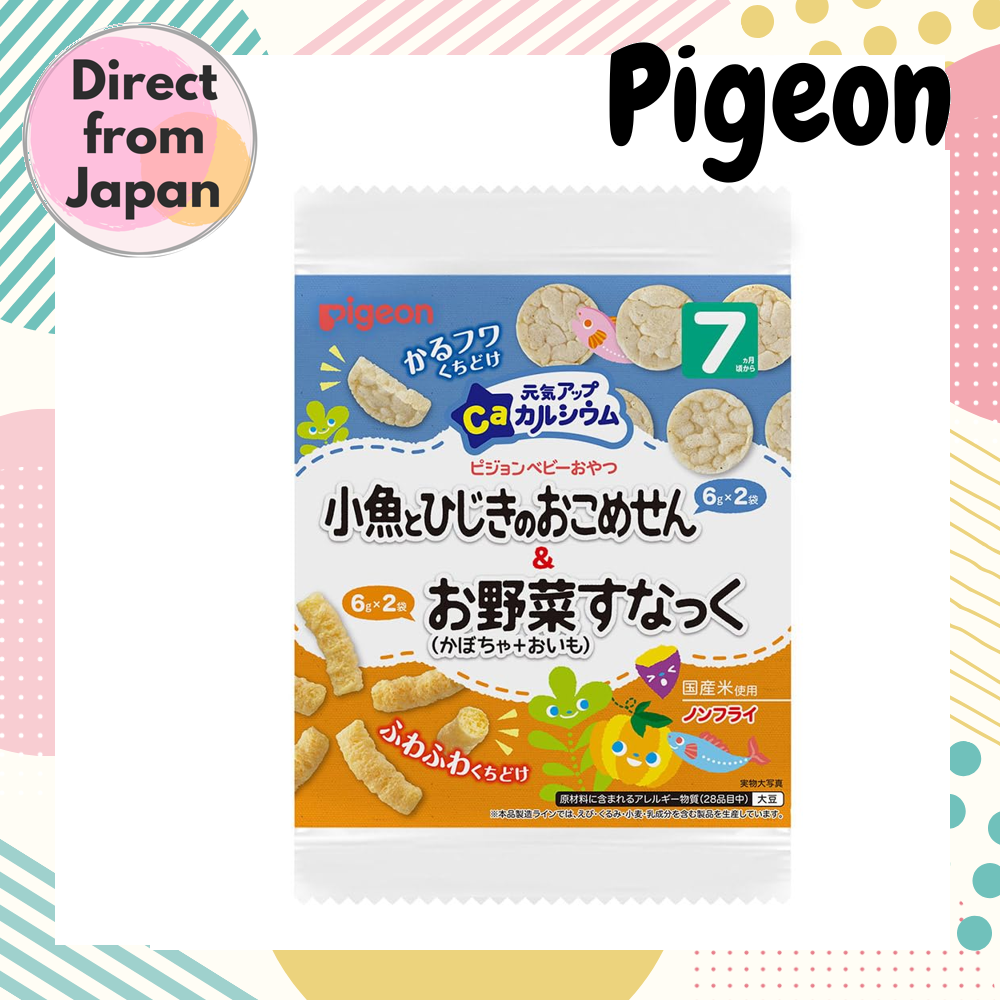 Direct
from
Japan
Pigeon
pigeon
かるフワ
くちどけ
7
ヵ月
頃から
Ca
元気アップ
カルシウム
ピジョンベビーおやつ
小魚とひじきのおこめせん
6g×2袋
&
6g×2袋
お野菜すなっく
(かぼちゃ+おいも)
国産米使用
ノンフライ
ふわふわくちどけ
実物大写真
原材料に含まれるアレルギー物質(28品目中) 大豆
※本品製造ラインでは、えび・くるみ・小麦・乳成分を含む製品を生産しています。